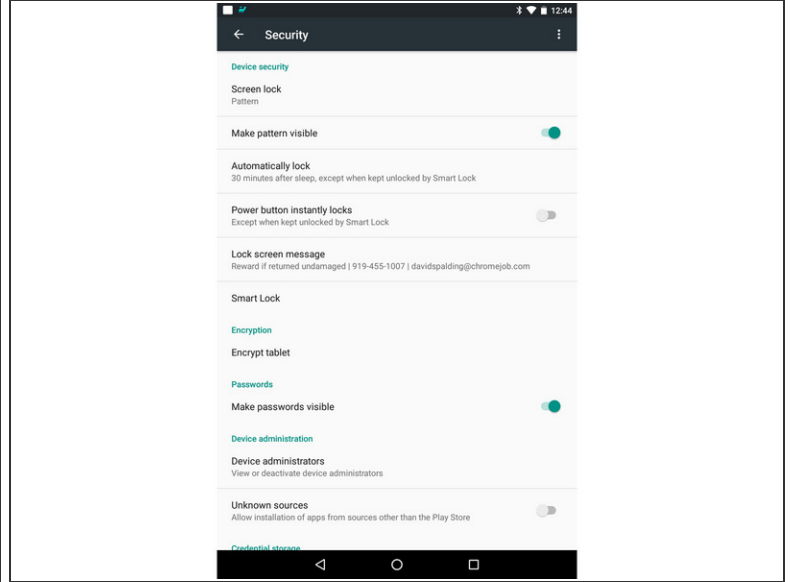 12:44
Security
Device security
Screen lock
Pattern
Make pattern visible
Automatically lock
30 minutes after sleep, except when kept unlocked by Smart Lock
Power button instantly locks
Except when kept unlocked by Smart Lock
Lock screen message
Reward if returned undamaged | 919-455-1007 | davidspalding@chromejob.com
Smart Lock
Encryption
Encrypt tablet
Passwords
Make passwords visible
Device administration
Device administrators
View or deactivate device administrators
Unknown sources
Allow installation of apps from sources other than the Play Store
Credential storage